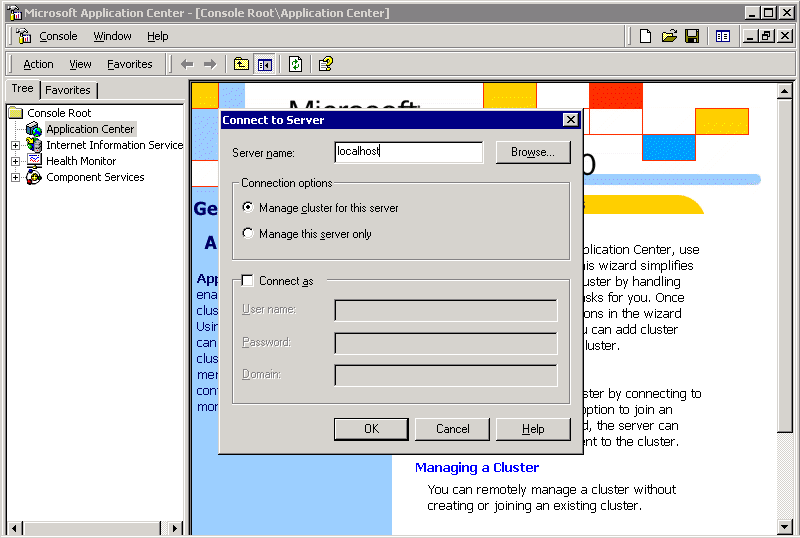 Microsoft Application Center - [Console Root\Application Center]
Console Window Help
Action View Favorites
Tree Favorites
Console Root
Application Center
Internet Information Service
Health Monitor
Component Services
Microsoft
Connect to Server
Server name: localhost Browse...
Connection options
Manage cluster for this server
Manage this server only
Connect as
User name:
Password:
Domain:
OK Cancel Help
0
s
Ge
A
App
ena
clus
Usin
can
clus
mer
con
mor
plication Center, use
is wizard simplifies
uster by handling
sks for you. Once
ons in the wizard
u can add cluster
luster.
ster by connecting to
option to join an
d, the server can
ent to the cluster.
Managing a Cluster
You can remotely manage a cluster without
creating or joining an existing cluster.